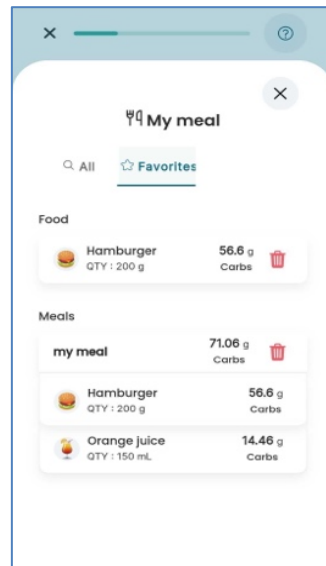 My meal
All Favorites
Food
Hamburger 56.6 g
QTY : 200 g Carbs
Meals
my meal 71.06 g
Carbs
Hamburger 56.6 g
QTY : 200 g Carbs
Orange juice 14.46 g
QTY : 150 mL Carbs